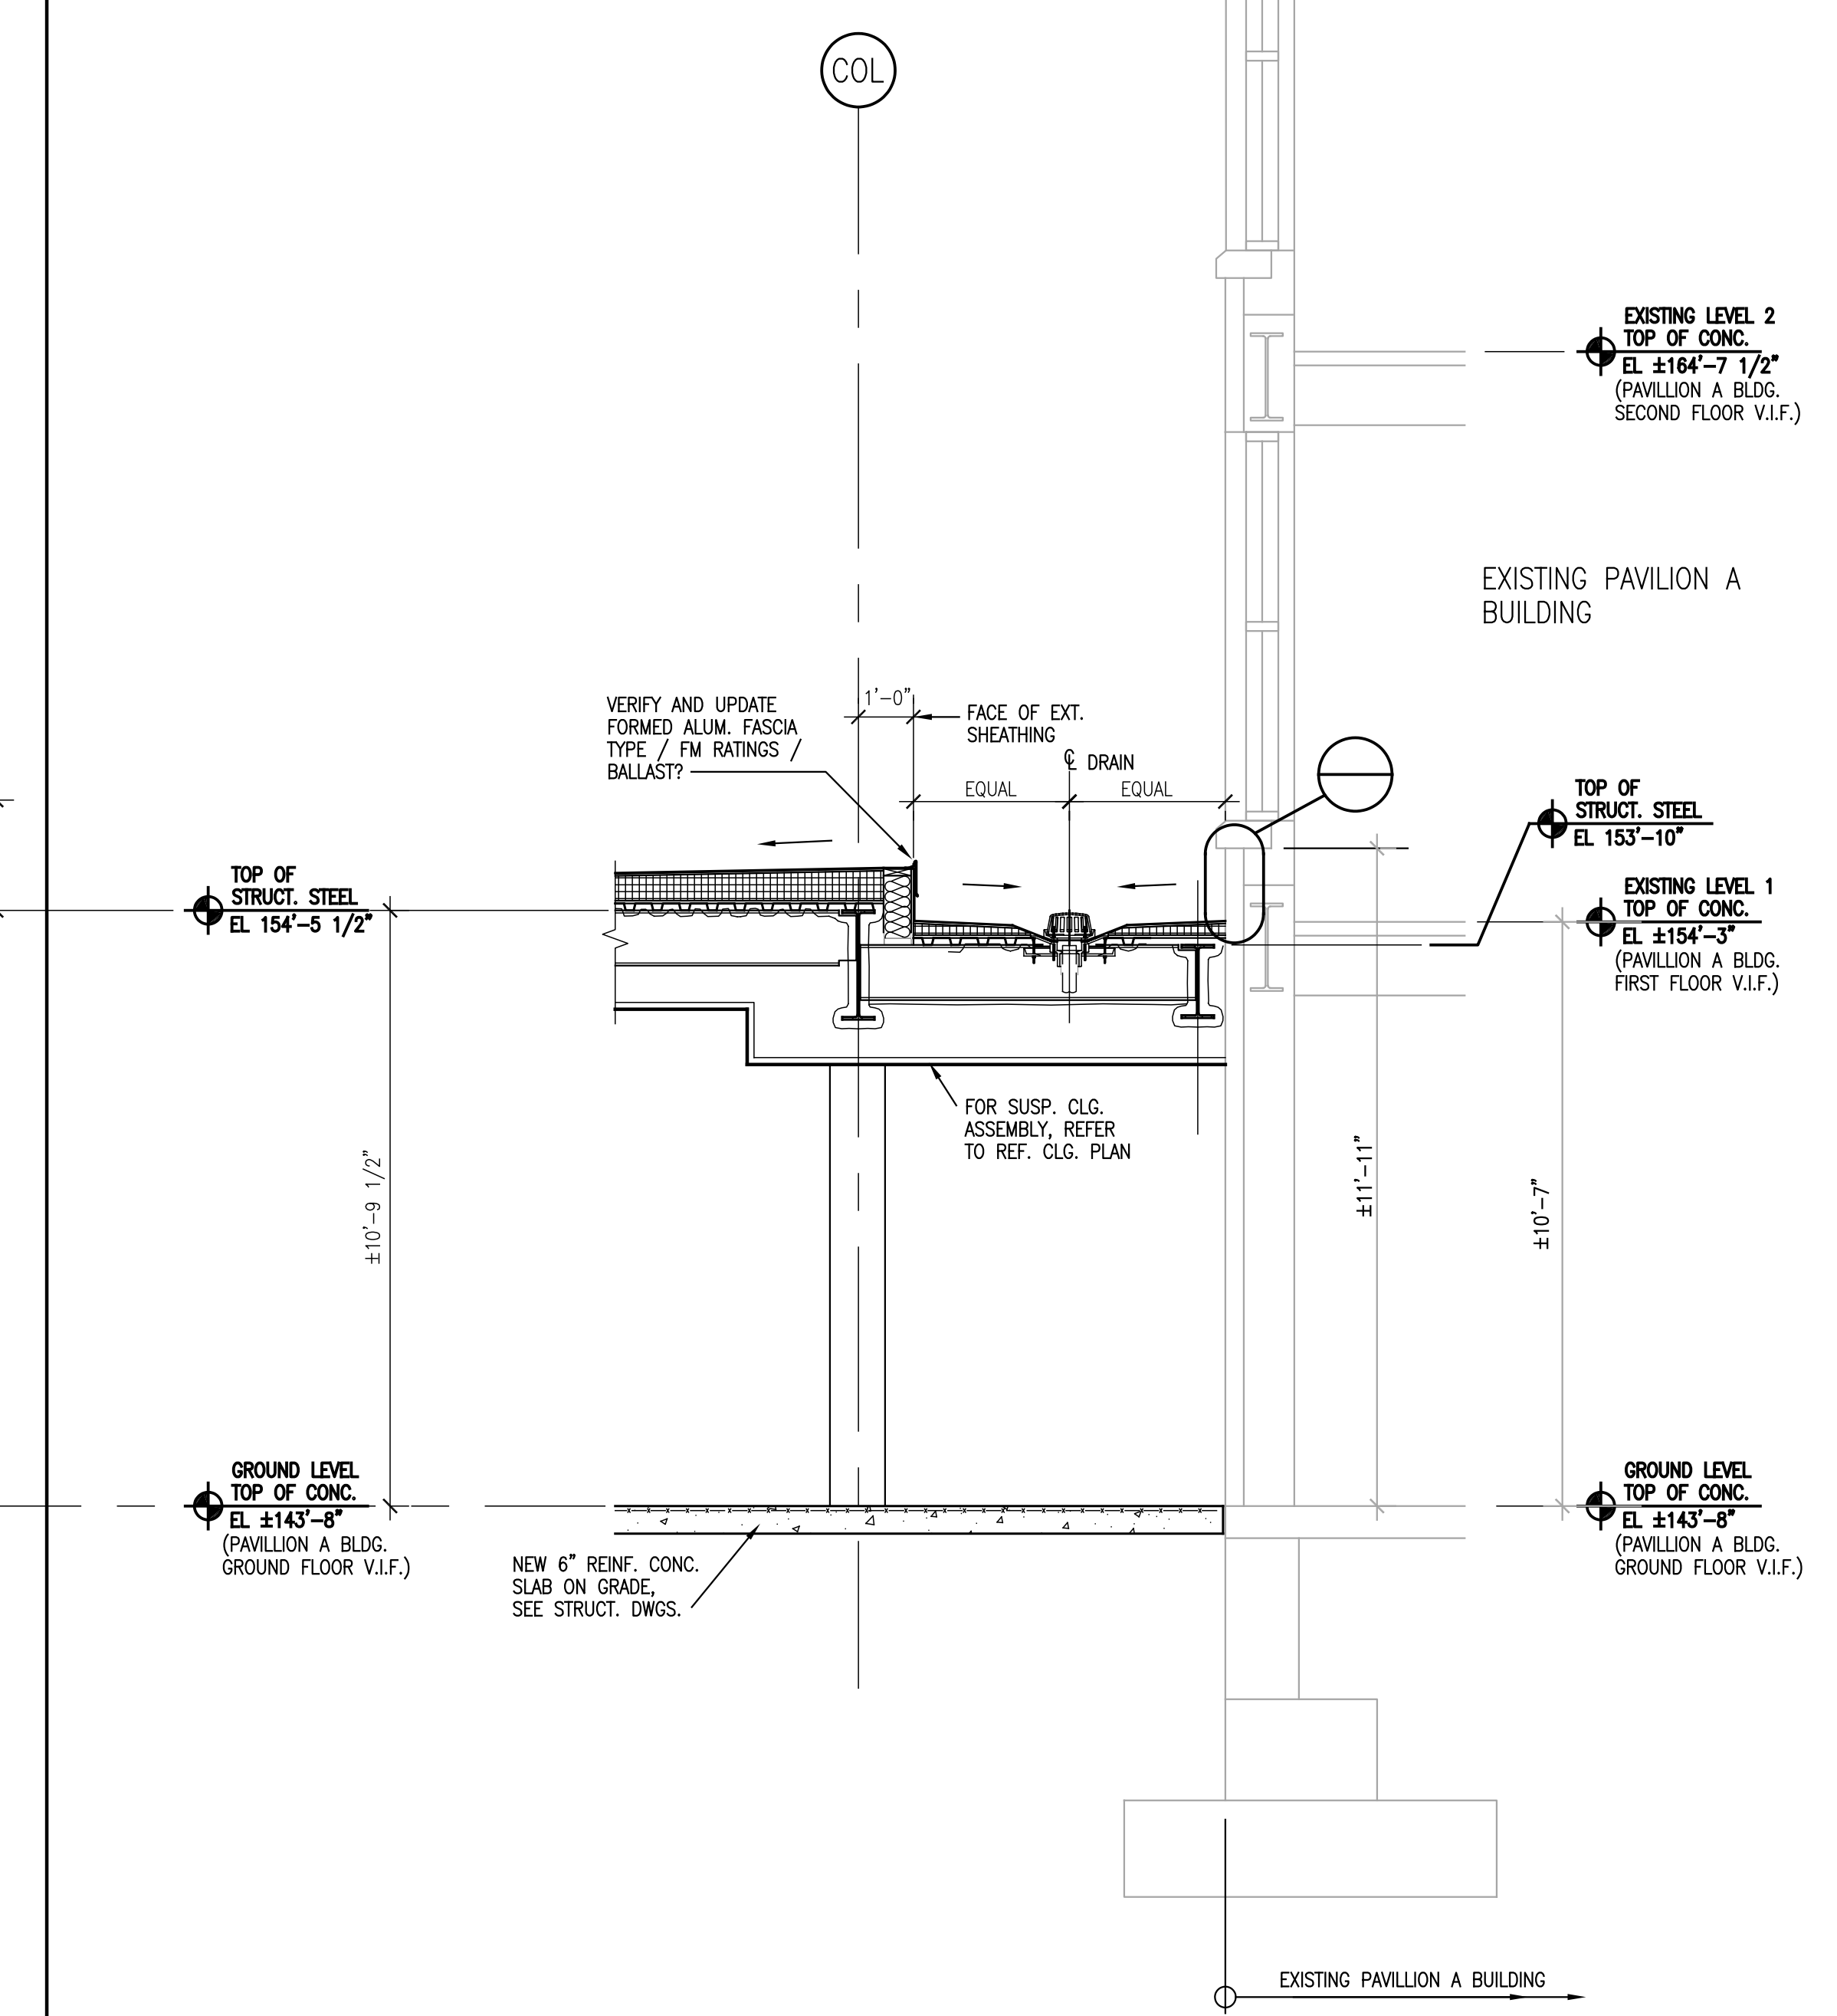 COL
EXISTING LEVEL 2
TOP OF CONC.
EL ±164'-7 1/2"
(PAVILLION A BLDG.
SECOND FLOOR V.I.F.)
EXISTING PAVILION A
BUILDING
VERIFY AND UPDATE
FORMED ALUM. FASCIA
TYPE / FM RATINGS /
BALLAST?
1'-0"
FACE OF EXT.
SHEATHING
℄ DRAIN
EQUAL
EQUAL
TOP OF
STRUCT. STEEL
EL 153'-10"
TOP OF
STRUCT. STEEL
EL 154'-5 1/2"
EXISTING LEVEL 1
TOP OF CONC.
EL ±154'-3"
(PAVILLION A BLDG.
FIRST FLOOR V.I.F.)
FOR SUSP. CLG.
ASSEMBLY, REFER
TO REF. CLG. PLAN
±10'-9 1/2"
±11'-11"
±10'-7"
GROUND LEVEL
TOP OF CONC.
EL ±143'-8"
(PAVILLION A BLDG.
GROUND FLOOR V.I.F.)
NEW 6" REINF. CONC.
SLAB ON GRADE,
SEE STRUCT. DWGS.
GROUND LEVEL
TOP OF CONC.
EL ±143'-8"
(PAVILLION A BLDG.
GROUND FLOOR V.I.F.)
EXISTING PAVILLION A BUILDING